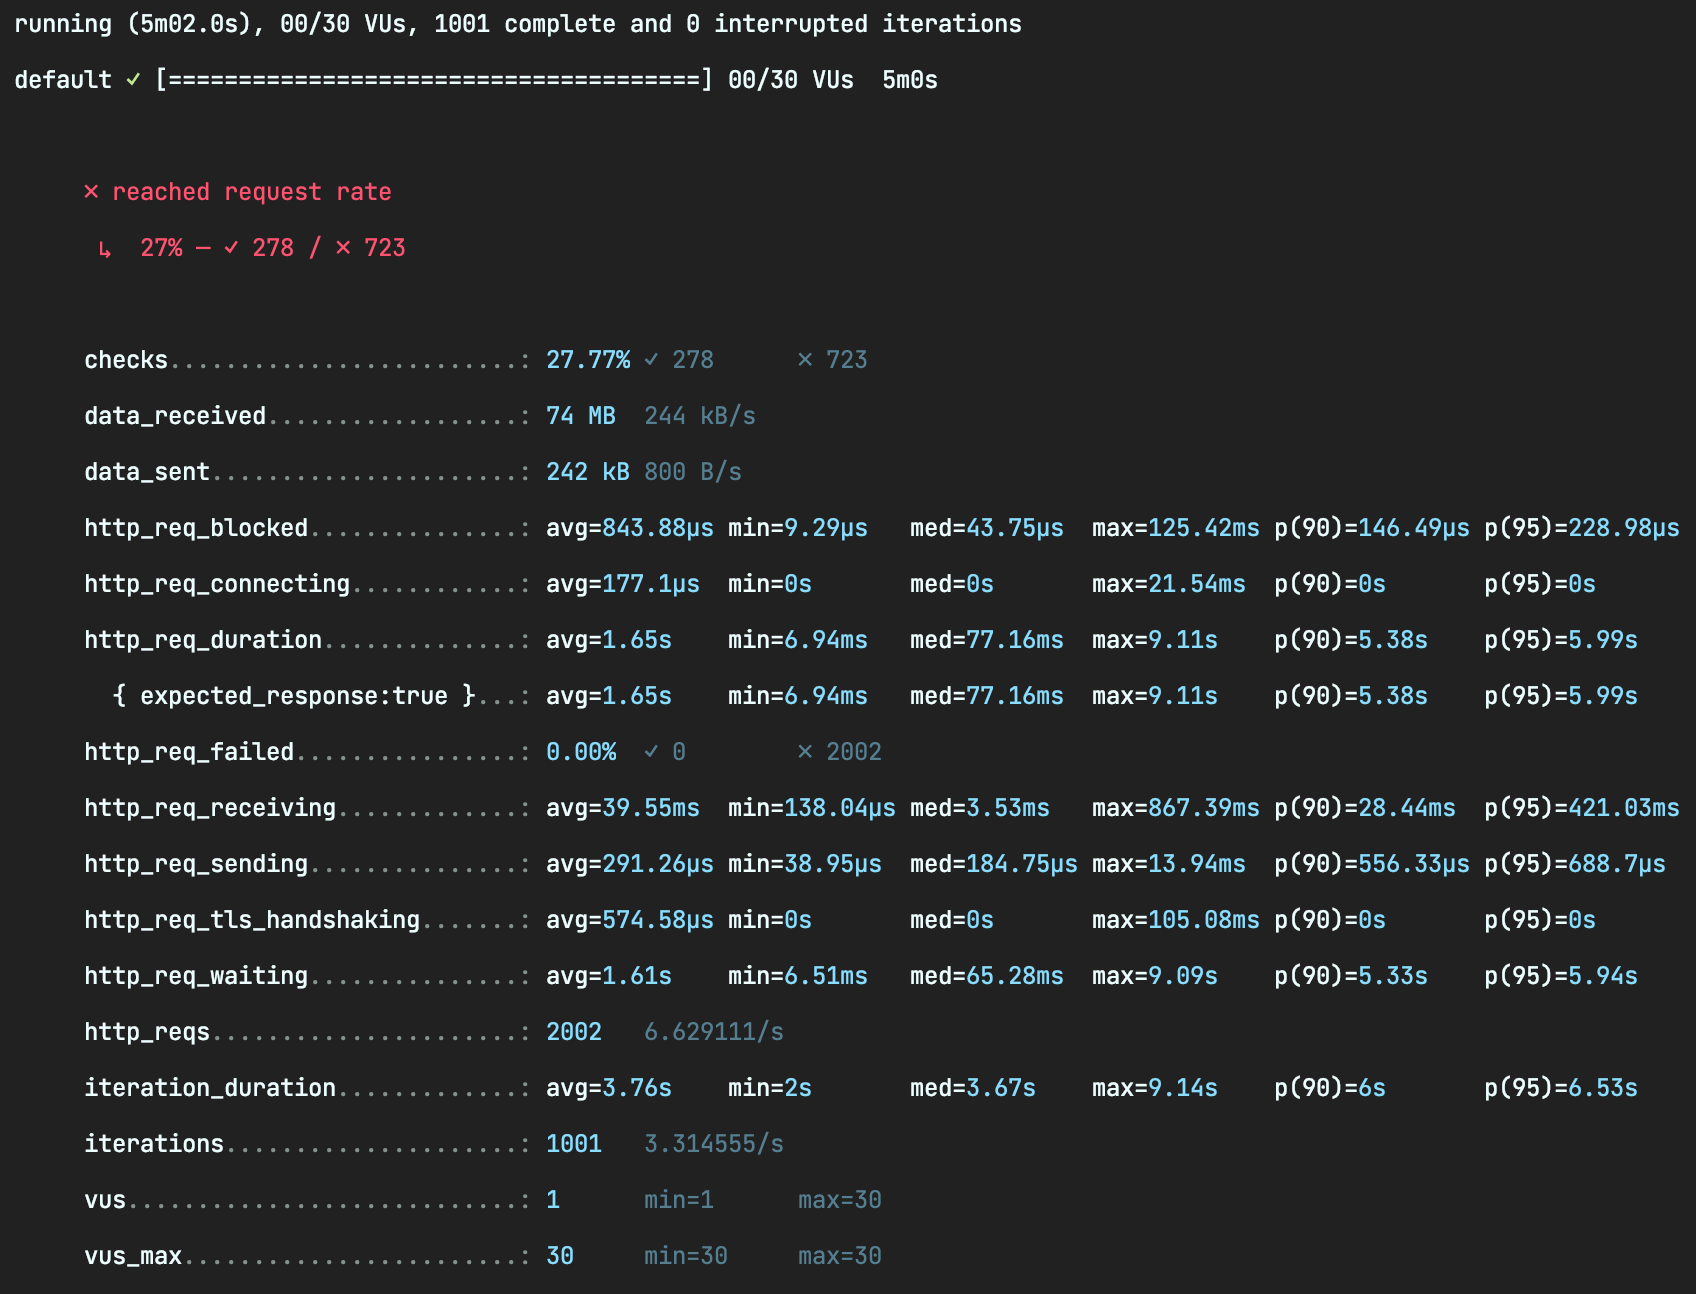 running (5m02.0s), 00/30 VUs, 1001 complete and 0 interrupted iterations
default ✓ [======================================] 00/30 VUs  5m0s
✗ reached request rate
↳  27% — ✓ 278 / ✗ 723
checks.........................: 27.77% ✓ 278      ✗ 723
data_received..................: 74 MB  244 kB/s
data_sent......................: 242 kB 800 B/s
http_req_blocked...............: avg=843.88µs min=9.29µs   med=43.75µs  max=125.42ms p(90)=146.49µs p(95)=228.98µs
http_req_connecting............: avg=177.1µs  min=0s       med=0s       max=21.54ms  p(90)=0s       p(95)=0s
http_req_duration..............: avg=1.65s    min=6.94ms   med=77.16ms  max=9.11s    p(90)=5.38s    p(95)=5.99s
{ expected_response:true }...: avg=1.65s    min=6.94ms   med=77.16ms  max=9.11s    p(90)=5.38s    p(95)=5.99s
http_req_failed................: 0.00%  ✓ 0        ✗ 2002
http_req_receiving.............: avg=39.55ms  min=138.04µs med=3.53ms   max=867.39ms p(90)=28.44ms  p(95)=421.03ms
http_req_sending...............: avg=291.26µs min=38.95µs  med=184.75µs max=13.94ms  p(90)=556.33µs p(95)=688.7µs
http_req_tls_handshaking.......: avg=574.58µs min=0s       med=0s       max=105.08ms p(90)=0s       p(95)=0s
http_req_waiting...............: avg=1.61s    min=6.51ms   med=65.28ms  max=9.09s    p(90)=5.33s    p(95)=5.94s
http_reqs......................: 2002   6.629111/s
iteration_duration.............: avg=3.76s    min=2s       med=3.67s    max=9.14s    p(90)=6s       p(95)=6.53s
iterations.....................: 1001   3.314555/s
vus............................: 1      min=1      max=30
vus_max........................: 30     min=30     max=30